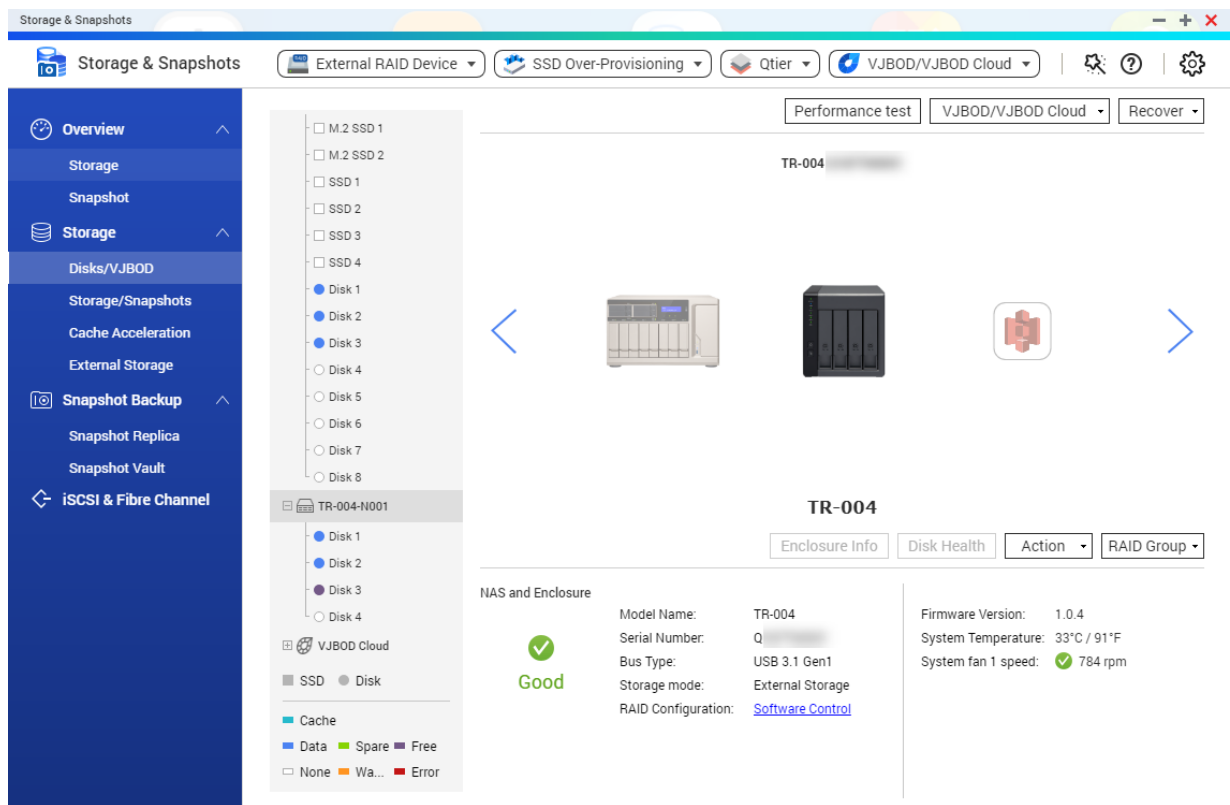 Storage & Snapshots
Storage & Snapshots
External RAID Device
SSD Over-Provisioning
Qtier
VJBOD/VJBOD Cloud
Overview
Storage
Snapshot
Storage
Disks/VJBOD
Storage/Snapshots
Cache Acceleration
External Storage
Snapshot Backup
Snapshot Replica
Snapshot Vault
iSCSI & Fibre Channel
M.2 SSD 1
M.2 SSD 2
SSD 1
SSD 2
SSD 3
SSD 4
Disk 1
Disk 2
Disk 3
Disk 4
Disk 5
Disk 6
Disk 7
Disk 8
TR-004-N001
Disk 1
Disk 2
Disk 3
Disk 4
VJBOD Cloud
SSD Disk
Cache
Data Spare Free
None Wa... Error
Performance test VJBOD/VJBOD Cloud Recover
TR-004
TR-004
Enclosure Info Disk Health Action RAID Group
NAS and Enclosure
Good
Model Name: TR-004
Serial Number: Q
Bus Type: USB 3.1 Gen1
Storage mode: External Storage
RAID Configuration: Software Control
Firmware Version: 1.0.4
System Temperature: 33°C / 91°F
System fan 1 speed: 784 rpm